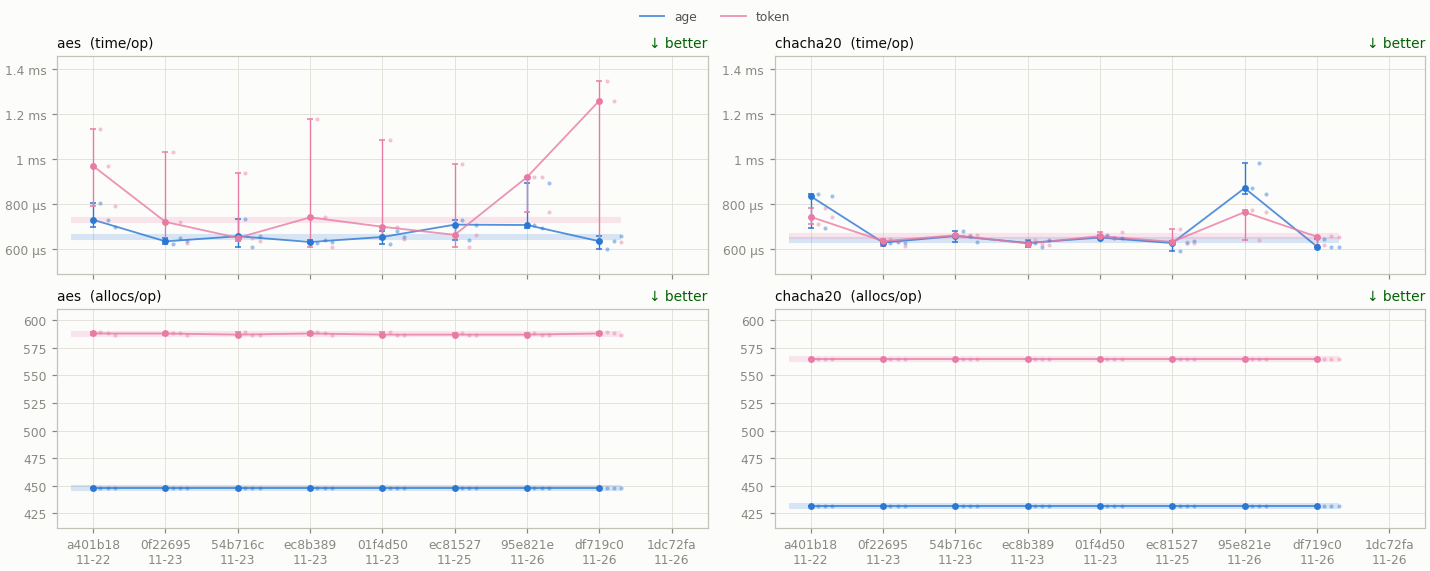 age token
aes (time/op) ↓ better
1.4 ms
1.2 ms
1 ms
800 µs
600 µs
chacha20 (time/op) ↓ better
1.4 ms
1.2 ms
1 ms
800 µs
600 µs
aes (allocs/op) ↓ better
600
575
550
525
500
475
450
425
a401b18 0f22695 54b716c ec8b389 01f4d50 ec81527 95e821e df719c0 1dc72fa
11-22 11-23 11-23 11-23 11-23 11-25 11-26 11-26 11-26
chacha20 (allocs/op) ↓ better
600
575
550
525
500
475
450
425
a401b18 0f22695 54b716c ec8b389 01f4d50 ec81527 95e821e df719c0 1dc72fa
11-22 11-23 11-23 11-23 11-23 11-25 11-26 11-26 11-26